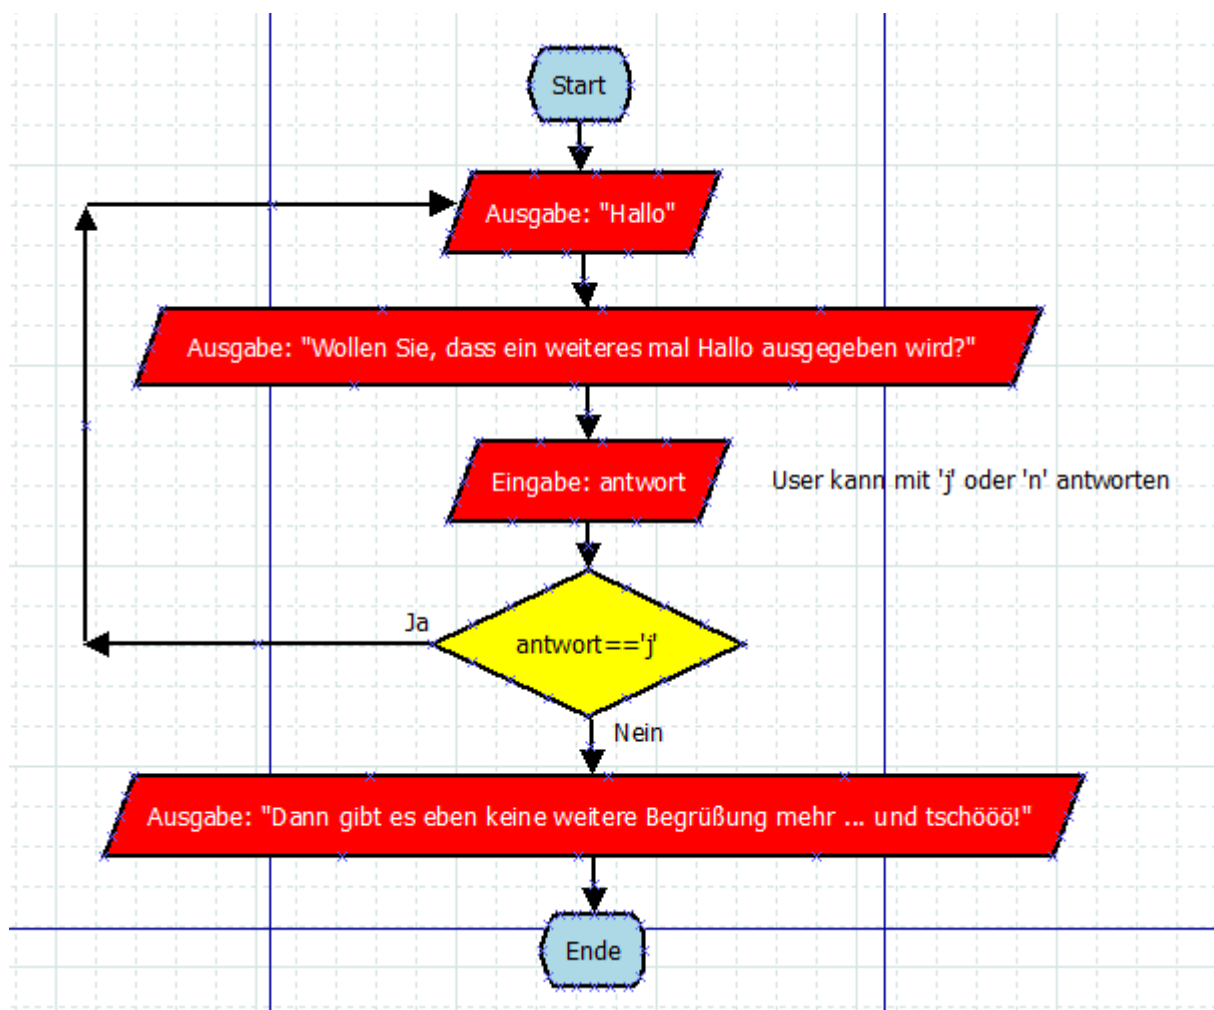 Start
Ausgabe: "Hallo"
Ausgabe: "Wollen Sie, dass ein weiteres mal Hallo ausgegeben wird?"
Eingabe: antwort
User kann mit 'j' oder 'n' antworten
Ja
antwort=='j'
Nein
Ausgabe: "Dann gibt es eben keine weitere Begrüßung mehr ... und tschööö!"
Ende